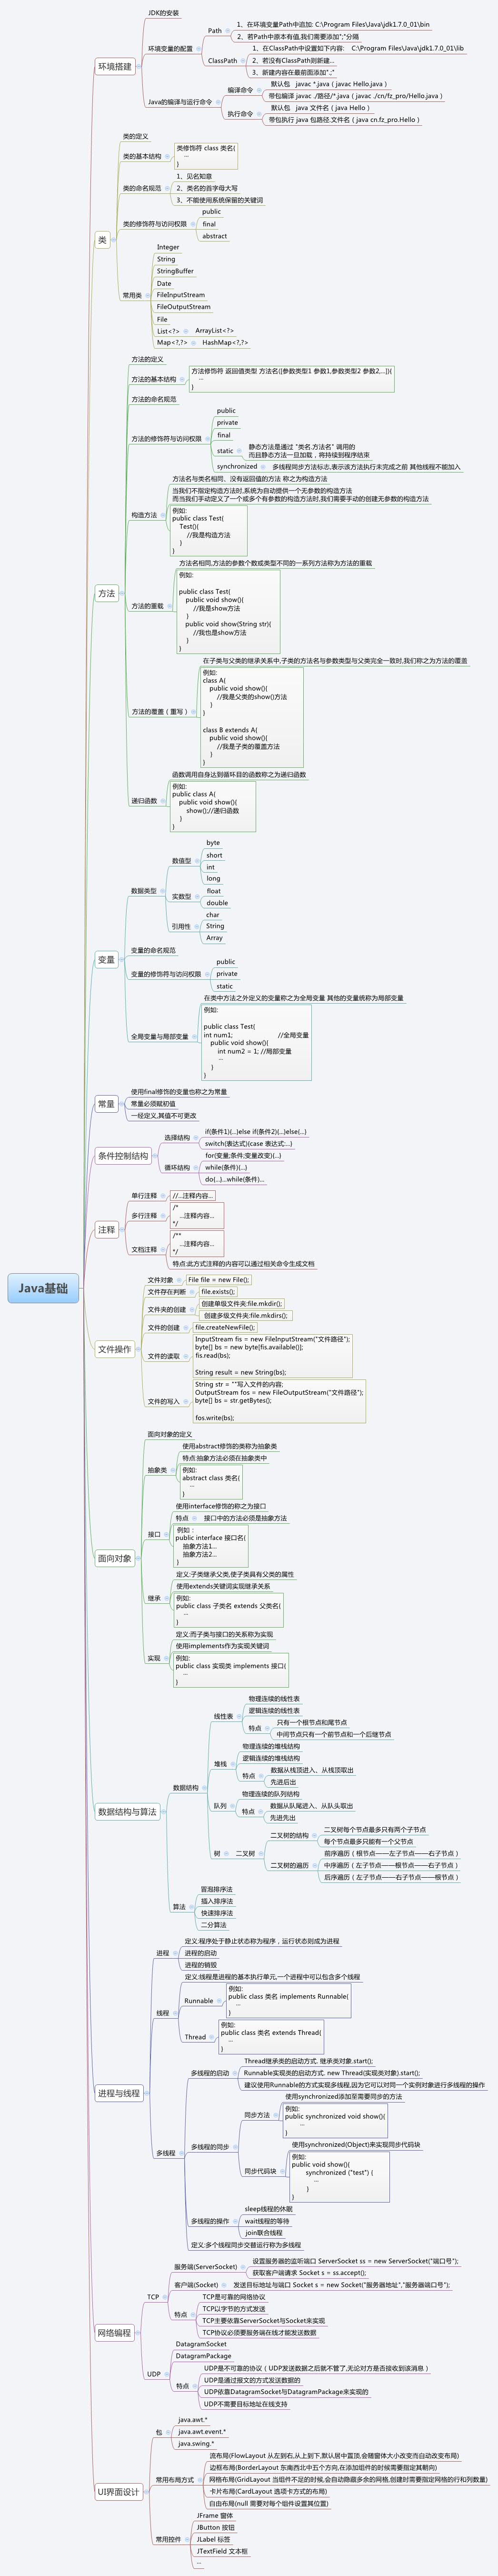 Java基础
环境搭建
JDK的安装
环境变量的配置
Path
1、在环境变量Path中追加: C:\Program Files\Java\jdk1.7.0_01\bin
2、若Path中原本有值,我们需要添加";"分隔
ClassPath
1、在ClassPath中设置如下内容: C:\Program Files\Java\jdk1.7.0_01\lib
2、若没有ClassPath则新建...
3、新建内容在最前面添加".;"
Java的编译与运行命令
编译命令
默认包 javac *.java ( javac Hello.java )
带包编译 javac ./路径/*.java ( javac ./cn/fz_pro/Hello.java )
执行命令
默认包 java 文件名 ( java Hello )
带包执行 java 包路径.文件名 ( java cn.fz_pro.Hello )
类
类的定义
类的基本结构
类修饰符 class 类名{
...
}
类的命名规范
1、见名知意
2、类名的首字母大写
3、不能使用系统保留的关键词
类的修饰符与访问权限
public
final
abstract
常用类
Integer
String
StringBuffer
Date
FileInputStream
FileOutputStream
File
List<?>
ArrayList<?>
Map<?,?>
HashMap<?,?>
方法
方法的定义
方法的基本结构
方法修饰符 返回值类型 方法名([参数类型1 参数1,参数类型2 参数2,...]){
...
}
方法的命名规范
方法的修饰符与访问权限
public
private
final
static
静态方法是通过 "类名.方法名" 调用的
而且静态方法一旦加载，将持续到程序结束
synchronized
多线程同步方法标志,表示该方法执行未完成之前 其他线程不能加入
构造方法
方法名与类名相同、没有返回值的方法 称之为构造方法
当我们不限定构造方法时,系统为自动提供一个无参数的构造方法
而当我们手动定义了一个或多个有参数的构造方法时,我们需要手动的创建无参数的构造方法
例如:
public class Test{
Test(){
//我是构造方法
}
}
方法的重载
方法名相同,方法的参数个数或类型不同的一系列方法称为方法的重载
例如:
public class Test{
public void show(){
//我是show方法
}
public void show(String str){
//我也是show方法
}
}
方法的覆盖 ( 重写 )
在子类与父类的继承关系中,子类的方法名与参数类型与父类完全一致时,我们称之为方法的覆盖
例如:
class A{
public void show(){
//我是父类的show()方法
}
}
class B extends A{
public void show(){
//我是子类的覆盖方法
}
}
递归函数
函数调用自身达到循环目的函数称之为递归函数
例如:
public class A{
public void show(){
show();//递归函数
}
}
变量
数据类型
数值型
byte
short
int
long
实数型
float
double
引用性
char
String
Array
变量的命名规范
变量的修饰符与访问权限
public
private
static
全局变量与局部变量
在类中方法之外定义的变量称之为全局变量 其他的变量统称为局部变量
例如:
public class Test{
int num1; //全局变量
public void show(){
int num2 = 1; //局部变量
...
}
}
常量
使用final修饰的变量也称之为常量
常量必须赋初值
一经定义,其值不可更改
条件控制结构
选择结构
if(条件1){...}else if(条件2){...}else{...}
switch(表达式){case 表达式:...}
循环结构
for(变量;条件;变量改变){...}
while(条件){...}
do{...}...while(条件)...
注释
单行注释
//...注释内容...
多行注释
/*
...注释内容...
*/
文档注释
/**
...注释内容...
*/
特点:此方式注释的内容可以通过相关命令生成文档
文件操作
文件对象
File file = new File();
文件存在判断
file.exists();
文件夹的创建
创建单级文件夹:file.mkdir();
创建多级文件夹:file.mkdirs();
文件的创建
file.createNewFile();
文件的读取
InputStream fis = new FileInputStream("文件路径");
byte[] bs = new byte[fis.available()];
fis.read(bs);
String result = new String(bs);
文件的写入
String str = ""写入文件的内容;
OutputStream fos = new FileOutputStream("文件路径");
byte[] bs = str.getBytes();
fos.write(bs);
面向对象
面向对象的定义
抽象类
使用abstract修饰的类称为抽象类
特点:抽象方法必须在抽象类中
例如:
abstract class 类名{
...
}
接口
使用interface修饰的称之为接口
特点
接口中的方法必须是抽象方法
例如：
public interface 接口名{
抽象方法1...
抽象方法2...
}
继承
定义:子类继承父类,使子类具有父类的属性
使用extends关键词实现继承关系
例如:
public class 子类名 extends 父类名{
...
}
实现
定义:而子类与接口的关系称为实现
使用implements作为实现关键词
例如:
public class 实现类 implements 接口{
...
}
数据结构与算法
数据结构
线性表
物理连续的线性表
逻辑连续的线性表
特点
只有一个根节点和尾节点
中间节点只有一个前节点和一个后继节点
堆栈
物理连续的堆栈结构
逻辑连续的堆栈结构
特点
数据从栈顶进入、从栈顶取出
先进后出
队列
物理连续的队列结构
特点
数据从队尾进入、从队头取出
先进先出
树
二叉树
二叉树的结构
二叉树每个节点最多只有两个子节点
每个节点最多只能有一个父节点
二叉树的遍历
前序遍历 ( 根节点——左子节点——右子节点 )
中序遍历 ( 左子节点——根节点——右子节点 )
后序遍历 ( 左子节点——右子节点——根节点 )
算法
冒泡排序法
插入排序法
快速排序法
二分算法
进程与线程
进程
定义:程序处于静止状态称为程序，运行状态则成为进程
进程的启动
进程的销毁
线程
定义:线程是进程的基本执行单元,一个进程中可以包含多个线程
Runnable
例如:
public class 类名 implements Runnable{
...
}
Thread
例如:
public class 类名 extends Thread{
...
}
多线程
多线程的启动
Thread继承类的启动方式. 继承类对象.start();
Runnable实现类的启动方式. new Thread(实现类对象).start();
建议使用Runnable的方式实现多线程,因为它可以对同一个实例对象进行多线程的操作
多线程的同步
同步方法
使用synchronized添加至需要同步的方法
例如:
public synchronized void show(){
...
}
同步代码块
使用synchronized(Object)来实现同步代码块
例如:
public void show(){
synchronized ("test") {
...
}
}
多线程的操作
sleep线程的休眠
wait线程的等待
join联合线程
定义:多个线程同步交替运行称为多线程
网络编程
TCP
服务端(ServerSocket)
设置服务器的监听端口 ServerSocket ss = new ServerSocket("端口号");
获取客户端请求 Socket s = ss.accept();
客户端(Socket)
发送目标地址与端口 Socket s = new Socket("服务器地址","服务器端口号");
特点
TCP是可靠的网络协议
TCP以字节的方式发送
TCP主要依靠ServerSocket与Socket来实现
TCP协议必须要服务端在线才能发送数据
UDP
DatagramSocket
DatagramPackage
特点
UDP是不可靠的协议 ( UDP发送数据之后就不管了,无论对方是否接收到该消息 )
UDP是通过报文的方式发送数据的
UDP依靠DatagramSocket与DatagramPackage来实现的
UDP不需要目标地址在线支持
UI界面设计
包
java.awt.*
java.awt.event.*
java.swing.*
常用布局方式
流布局(FlowLayout 从左到右,从上到下,默认居中置顶,会随窗体大小改变而自动改变布局)
边框布局(BorderLayout 东南西北中五个方向,在添加组件的时候需要指定其朝向)
网格布局(GridLayout 当组件不足的时候,会自动隐藏多余的网格,创建时需要指定网格的行和列数量)
卡片布局(CardLayout 选项卡方式的布局)
自由布局(null 需要对每个组件设置其位置)
常用控件
JFrame 窗体
JButton 按钮
JLabel 标签
JTextField 文本框
...